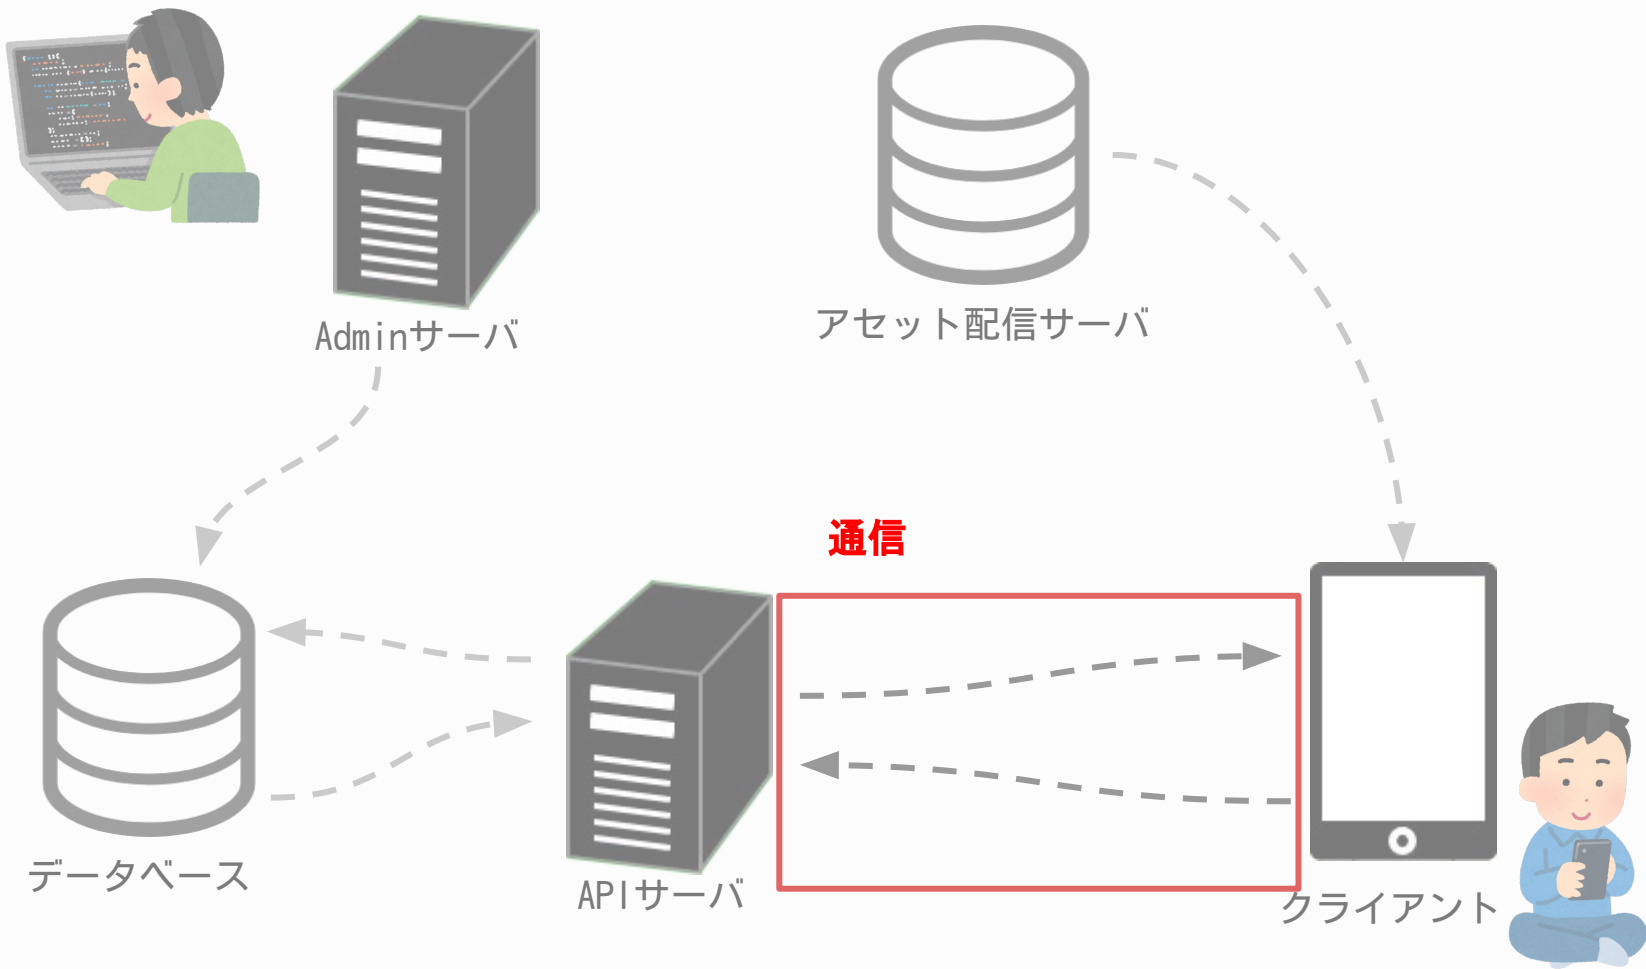 Adminサーバ
アセット配信サーバ
通信
データベース
APIサーバ
クライアント